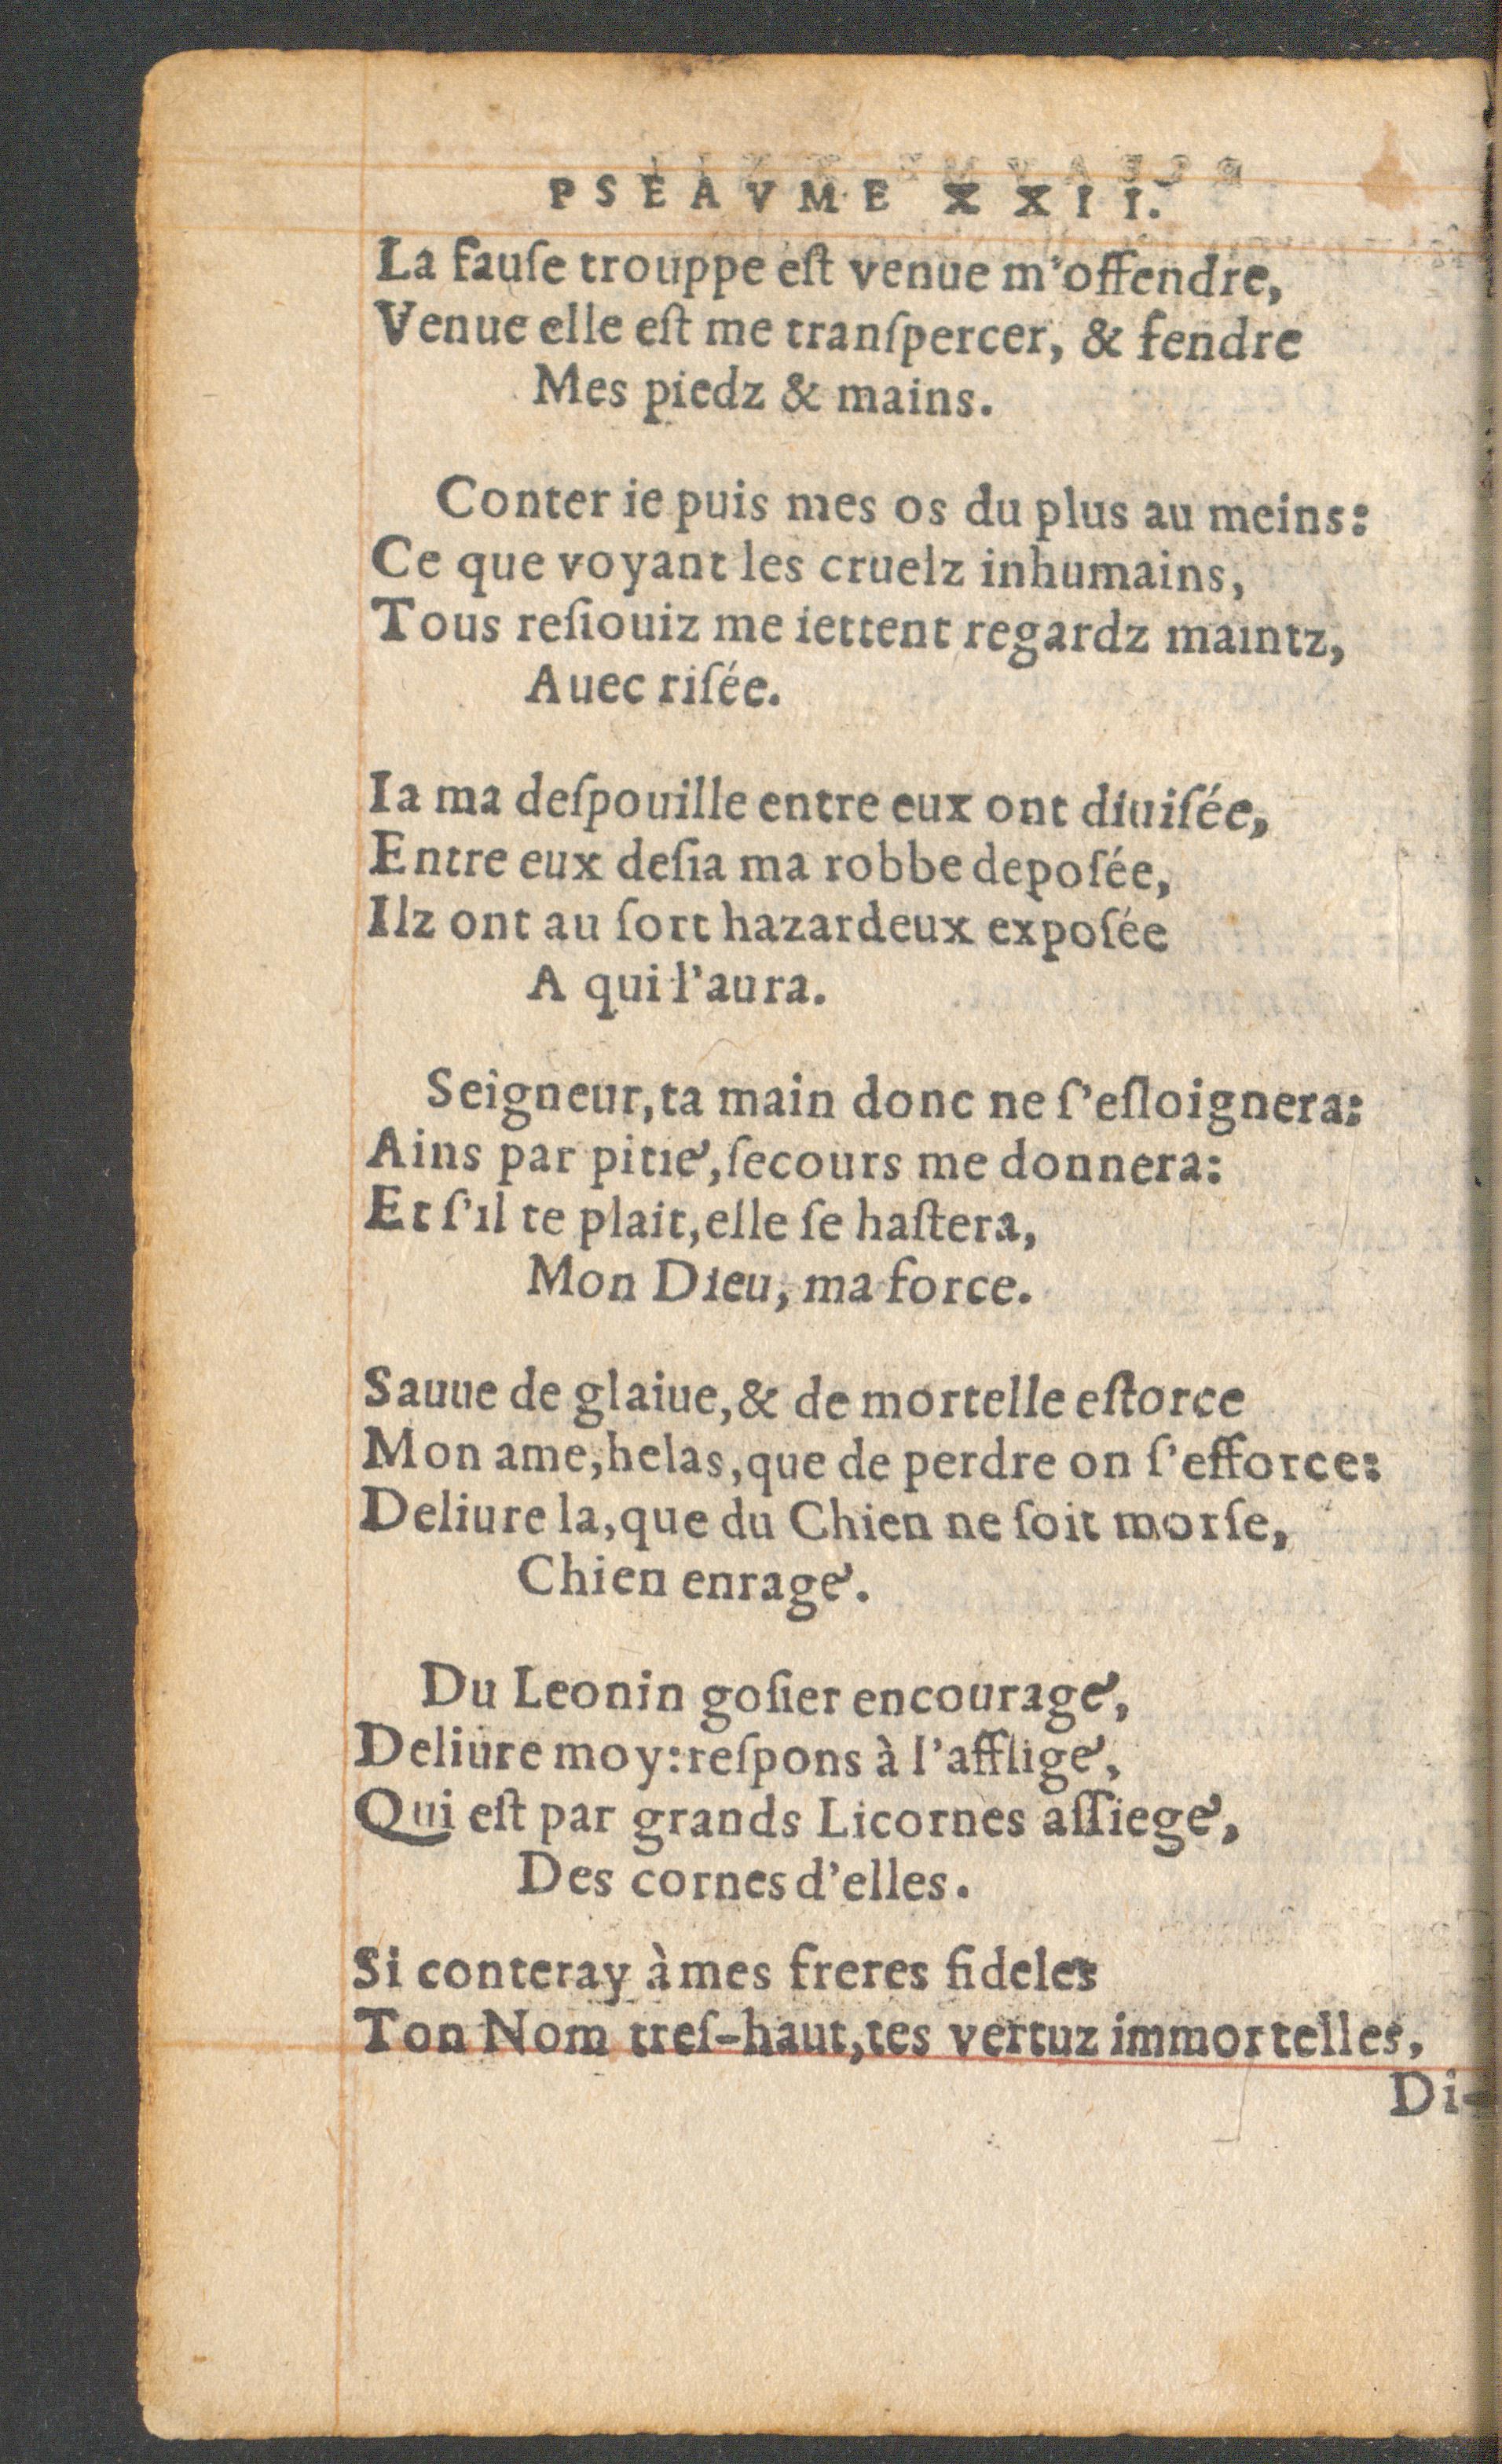 PSEAVME XXII.
La fauſe trouppe eſt venue m'offendre,
Venue elle eſt me tranſpercer, & fendre
Mes piedz & mains.
Conter ie puis mes os du plus au meins:
Ce que voyant les cruelz inhumains,
Tous reſiouiz me iettent regardz maintz,
Auec riſée.
Ia ma deſpouille entre eux ont diuiſée,
Entre eux deſia ma robbe depoſée,
Ilz ont au ſort hazardeux expoſée
A qui l'aura.
Seigneur, ta main donc ne ſ'eſloignera:
Ains par pitié, ſecours me donnera:
Et ſ'il te plait, elle ſe haſtera,
Mon Dieu, ma force.
Sauue de glaiue, & de mortelle eſtorce
Mon ame, helas, que de perdre on ſ'efforce:
Deliure la, que du Chien ne ſoit morſe,
Chien enragé.
Du Leonin goſier encouragé,
Deliure moy: reſpons à l'affligé,
Qui eſt par grands Licornes aſſiegé,
Des cornes d'elles.
Si conteray à mes freres fideles
Ton Nom treſ-haut, tes vertuz immortelles,
Di-